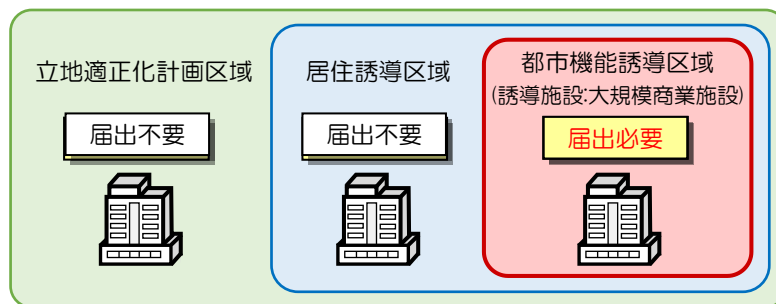 立地適正化計画区域
届出不要
居住誘導区域
届出不要
都市機能誘導区域
(誘導施設:大規模商業施設)
届出必要